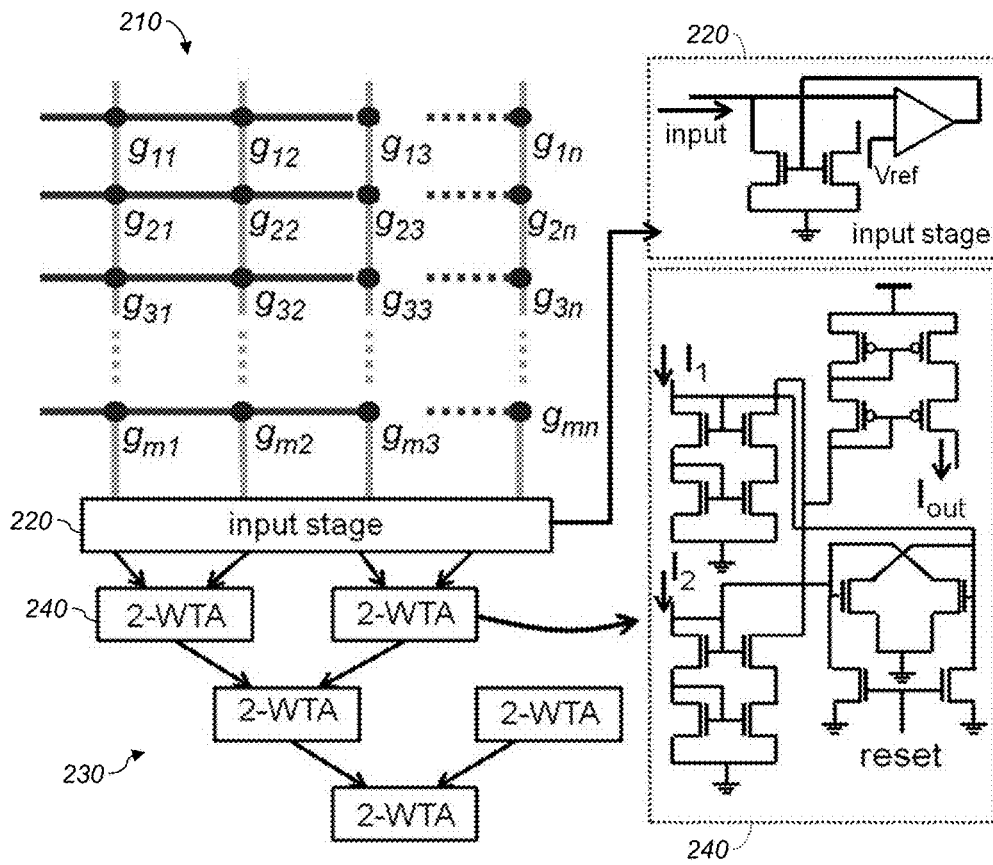 210
g11 g12 g13 g1n
g21 g22 g23 g2n
g31 g32 g33 g3n
gm1 gm2 gm3 gmn
220
input stage
240
2-WTA 2-WTA
2-WTA 2-WTA
230
2-WTA
220
input
Vref
input stage
I1
Iout
I2
reset
240